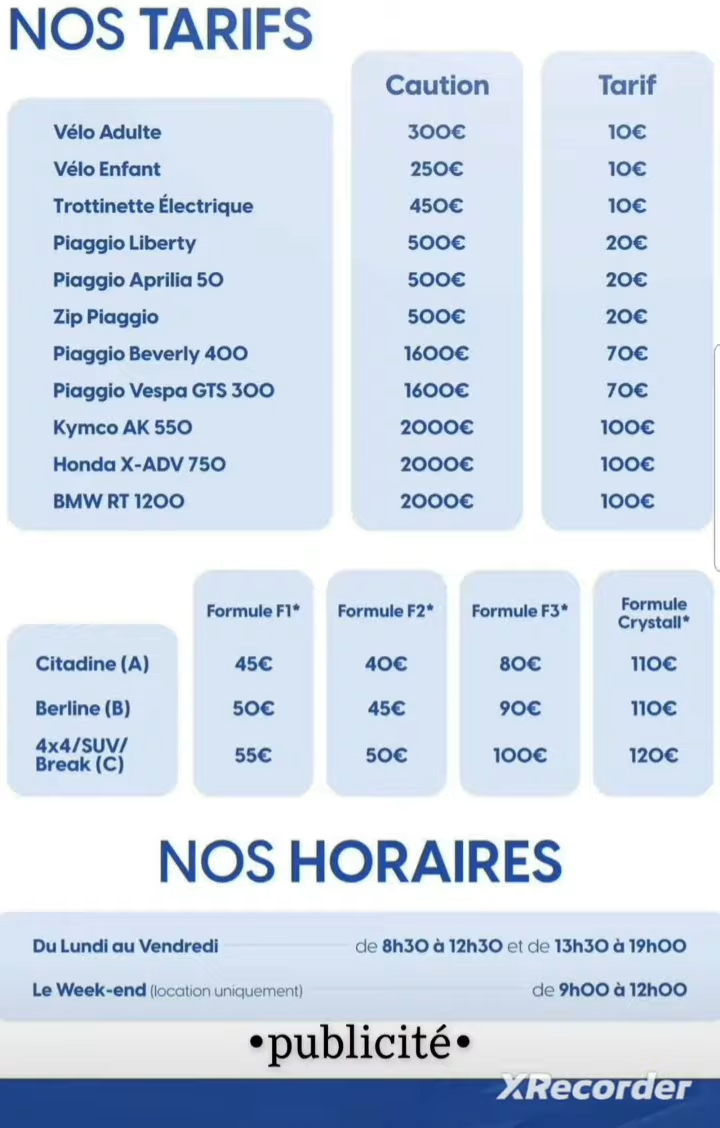 NOS TARIFS
Caution Tarif
Vélo Adulte 300€ 10€
Vélo Enfant 250€ 10€
Trottinette Électrique 450€ 10€
Piaggio Liberty 500€ 20€
Piaggio Aprilia 50 500€ 20€
Zip Piaggio 500€ 20€
Piaggio Beverly 400 1600€ 70€
Piaggio Vespa GTS 300 1600€ 70€
Kymco AK 550 2000€ 100€
Honda X-ADV 750 2000€ 100€
BMW RT 1200 2000€ 100€
Formule F1* Formule F2* Formule F3* Formule
Crystall*
Citadine (A) 45€ 40€ 80€ 110€
Berline (B) 50€ 45€ 90€ 110€
4x4/SUV/
Break (C) 55€ 50€ 100€ 120€
NOS HORAIRES
Du Lundi au Vendredi de 8h30 à 12h30 et de 13h30 à 19h00
Le Week-end (location uniquement) de 9h00 à 12h00
•publicité•
XRecorder